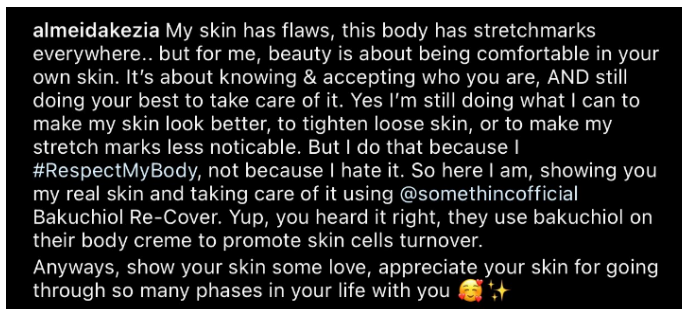 almeidakezia My skin has flaws, this body has stretchmarks
everywhere.. but for me, beauty is about being comfortable in your
own skin. It's about knowing & accepting who you are, AND still
doing your best to take care of it. Yes I'm still doing what I can to
make my skin look better, to tighten loose skin, or to make my
stretch marks less noticable. But I do that because I
#RespectMyBody, not because I hate it. So here I am, showing you
my real skin and taking care of it using @somethincofficial
Bakuchiol Re-Cover. Yup, you heard it right, they use bakuchiol on
their body creme to promote skin cells turnover.
Anyways, show your skin some love, appreciate your skin for going
through so many phases in your life with you 🥰✨